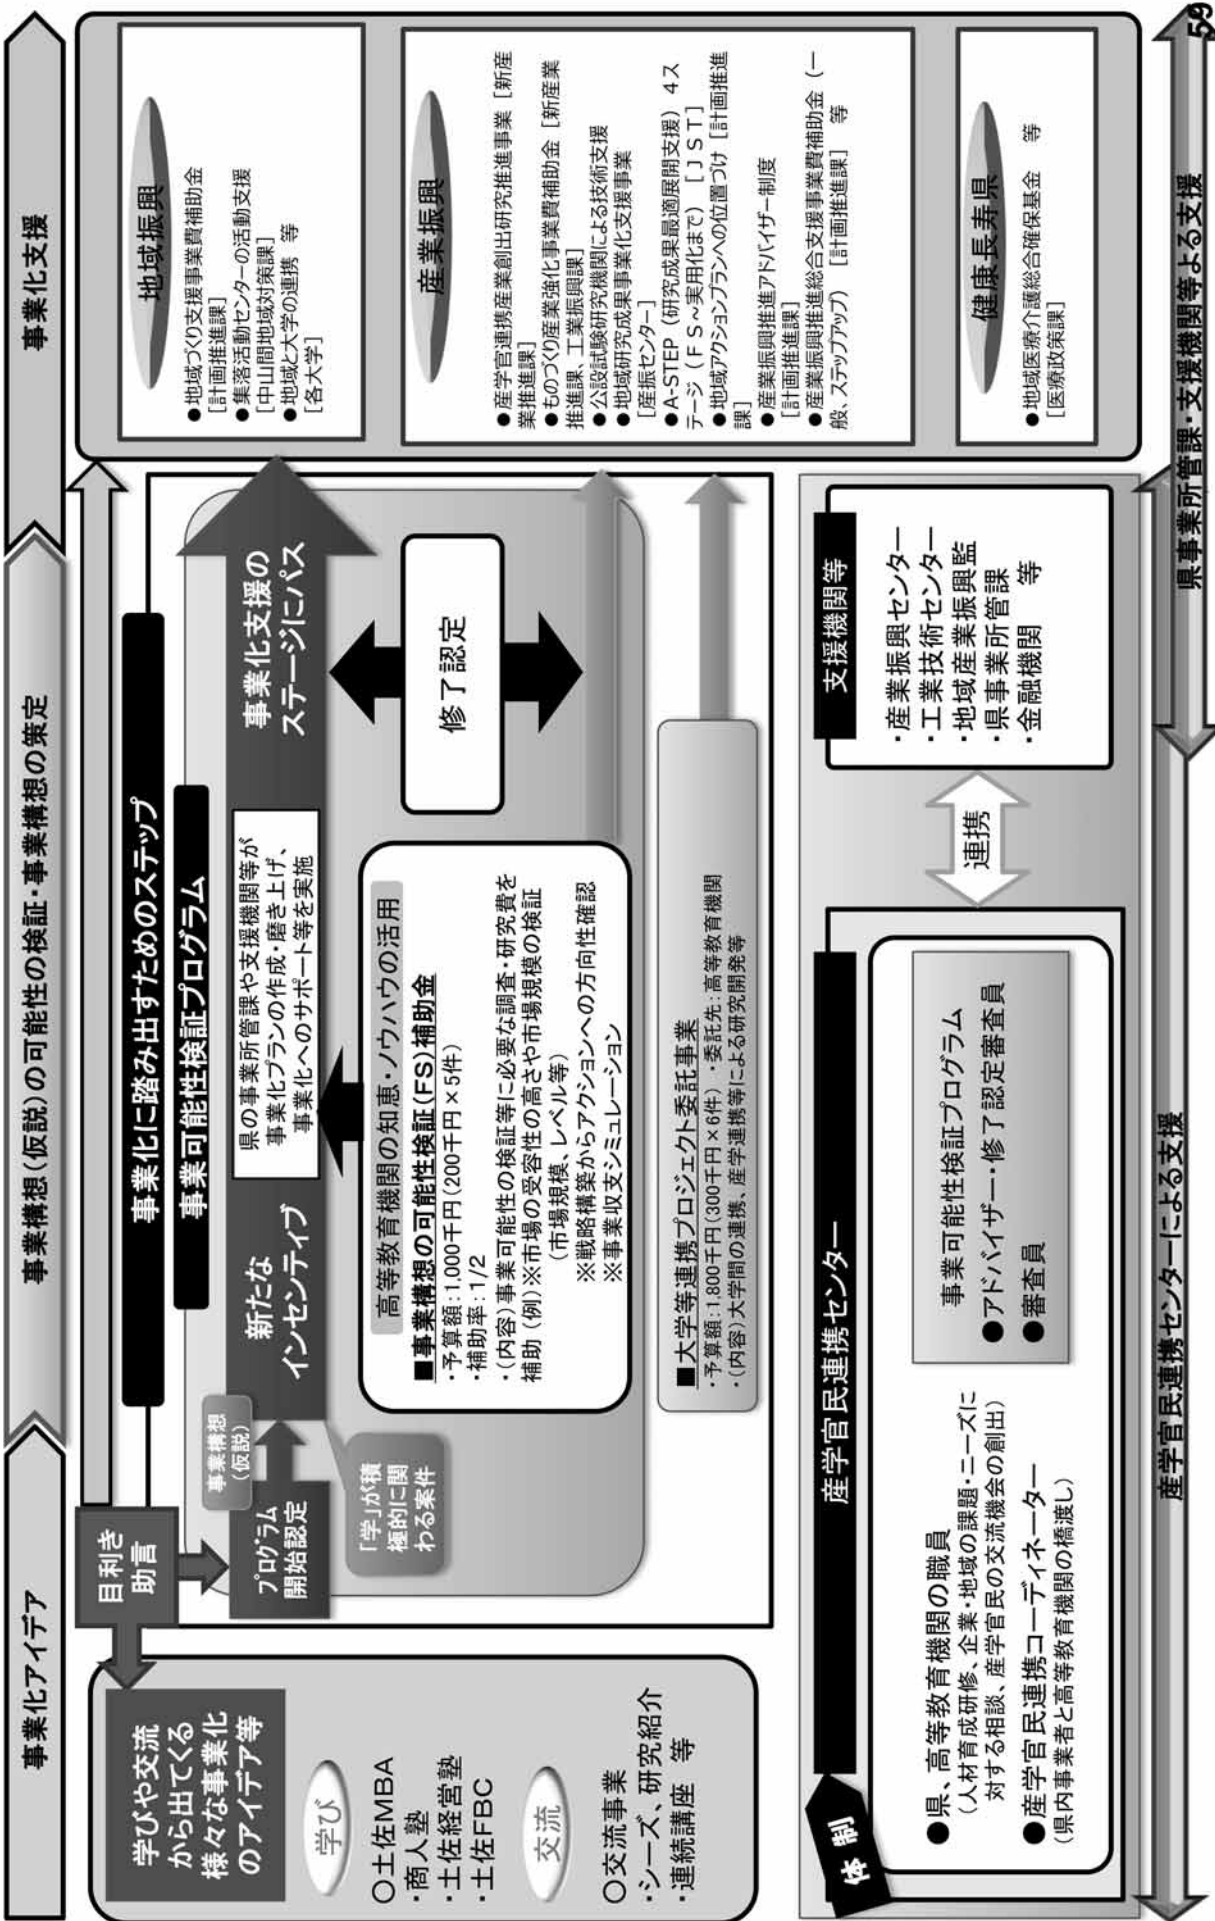 事業化アイデア
事業構想(仮説)の可能性の検証・事業構想の策定
事業化支援
学びや交流
から出てくる
様々な事業化
のアイデア等
学び
○土佐MBA
・商人塾
・土佐経営塾
・土佐FBC
交流
○交流事業
・シーズ、研究紹介
・連続講座 等
目利き
助言
事業化に踏み出すためのステップ
事業可能性検証プログラム
プログラム
開始認定
事業構想
(仮説)
「学」が積
極的に関
わる案件
新たな
インセンティブ
県の事業所管課や支援機関等が
事業化プランの作成・磨き上げ、
事業化へのサポート等を実施
事業化支援の
ステージにパス
高等教育機関の知恵・ノウハウの活用
■事業構想の可能性検証(FS)補助金
・予算額:1,000千円(200千円×5件)
・補助率:1/2
・(内容)事業可能性の検証等に必要な調査・研究費を
補助 (例)※市場の受容性の高さや市場規模の検証
(市場規模、レベル等)
※戦略構築からアクションへの方向性確認
※事業収支シミュレーション
修了認定
■大学等連携プロジェクト委託事業
・予算額:1,800千円(300千円×6件) ・委託先:高等教育機関
・(内容)大学間の連携、産学連携等による研究開発等
地域振興
●地域づくり支援事業費補助金
[計画推進課]
●集落活動センターの活動支援
[中山間地域対策課]
●地域と大学の連携 等
[各大学]
産業振興
●産学官連携産業創出研究推進事業 [新産
業推進課]
●ものづくり産業強化事業費補助金 [新産業
推進課、工業振興課]
●公設試験研究機関による技術支援
●地域研究成果事業化支援事業
[産振センター]
●A-STEP (研究成果最適展開支援) 4ス
テージ (FS~実用化まで) [JST]
●地域アクションプランへの位置づけ [計画推進
課]
●産業振興推進アドバイザー制度
[計画推進課]
●産業振興推進総合支援事業費補助金 (一
般、ステップアップ) [計画推進課] 等
健康長寿県
●地域医療介護総合確保基金 等
[医療政策課]
体制
産学官民連携センター
●県、高等教育機関の職員
(人材育成研修、企業・地域の課題・ニーズに
対する相談、産学官民の交流機会の創出)
●産学官民連携コーディネーター
(県内事業者と高等教育機関の橋渡し)
事業可能性検証プログラム
●アドバイザー・修了認定審査員
●審査員
連携
支援機関等
・産業振興センター
・工業技術センター
・地域産業振興監
・県事業所管課
・金融機関 等
産学官民連携センターによる支援
県事業所管課・支援機関等よる支援
59